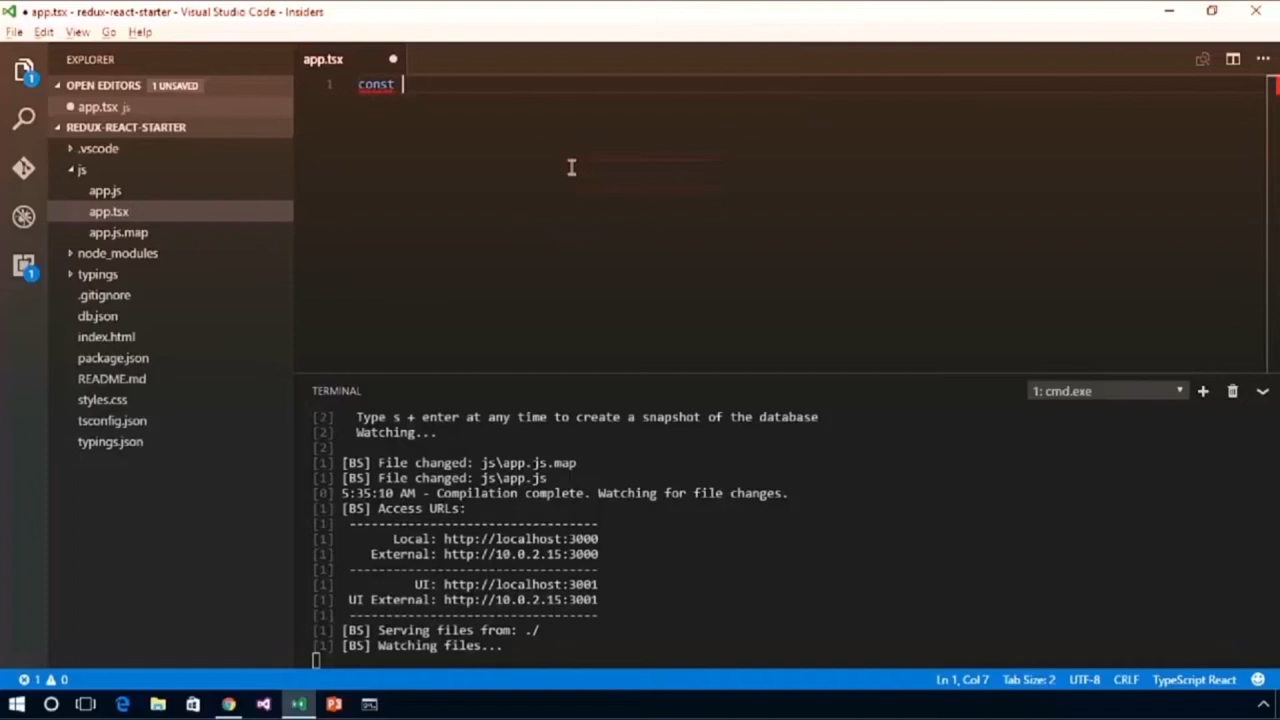 ● app.tsx - redux-react-starter - Visual Studio Code - Insiders
File Edit View Go Help
EXPLORER
OPEN EDITORS 1 UNSAVED
● app.tsx js
REDUX-REACT-STARTER
.vscode
js
app.js
app.tsx
app.js.map
node_modules
typings
.gitignore
db.json
index.html
package.json
README.md
styles.css
tsconfig.json
typings.json
1
1
app.tsx ●
1 const
TERMINAL
1: cmd.exe
[2] Type s + enter at any time to create a snapshot of the database
[2] Watching...
[2]
[1] [BS] File changed: js\app.js.map
[1] [BS] File changed: js\app.js
[0] 5:35:10 AM - Compilation complete. Watching for file changes.
[1] [BS] Access URLs:
[1] ----------------------------------
[1] Local: http://localhost:3000
[1] External: http://10.0.2.15:3000
[1] ----------------------------------
[1] UI: http://localhost:3001
[1] UI External: http://10.0.2.15:3001
[1] ----------------------------------
[1] [BS] Serving files from: ./
[1] [BS] Watching files...
1 0
Ln 1, Col 7 Tab Size: 2 UTF-8 CRLF TypeScript React